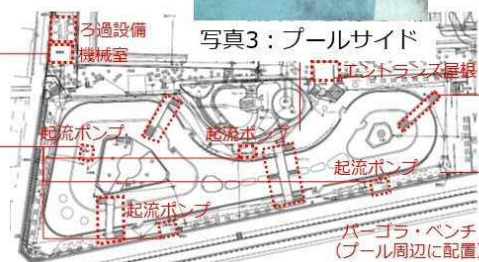 ろ過設備
機械室
写真3:プールサイド
エントランス屋根
起流ポンプ
起流ポンプ
起流ポンプ
起流ポンプ
パーゴラ・ベンチ
(プール周辺に配置)